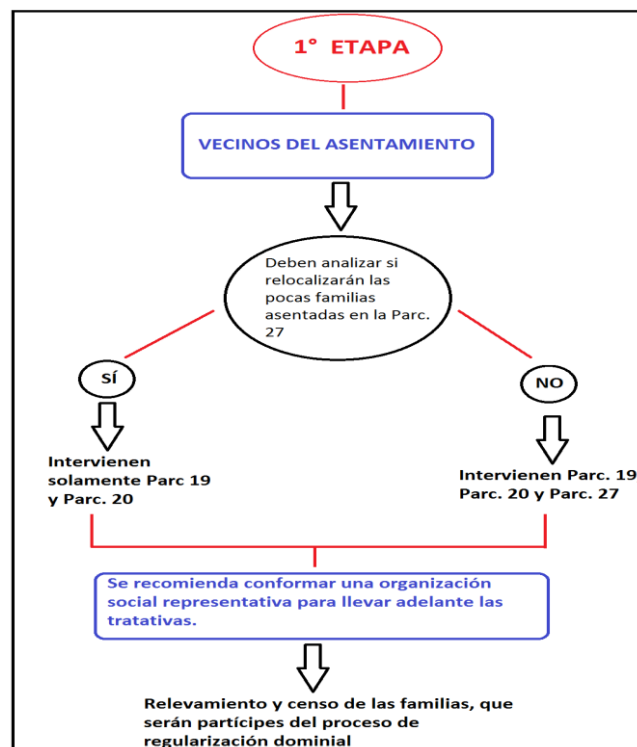 1° ETAPA
VECINOS DEL ASENTAMIENTO
Deben analizar si
relocalizarán las
pocas familias
asentadas en la Parc.
27
SÍ
NO
Intervienen
solamente Parc 19
y Parc. 20
Intervienen Parc. 19
Parc. 20 y Parc. 27
Se recomienda conformar una organización
social representativa para llevar adelante las
tratativas.
Relevamiento y censo de las familias, que
serán partícipes del proceso de
regularización dominial